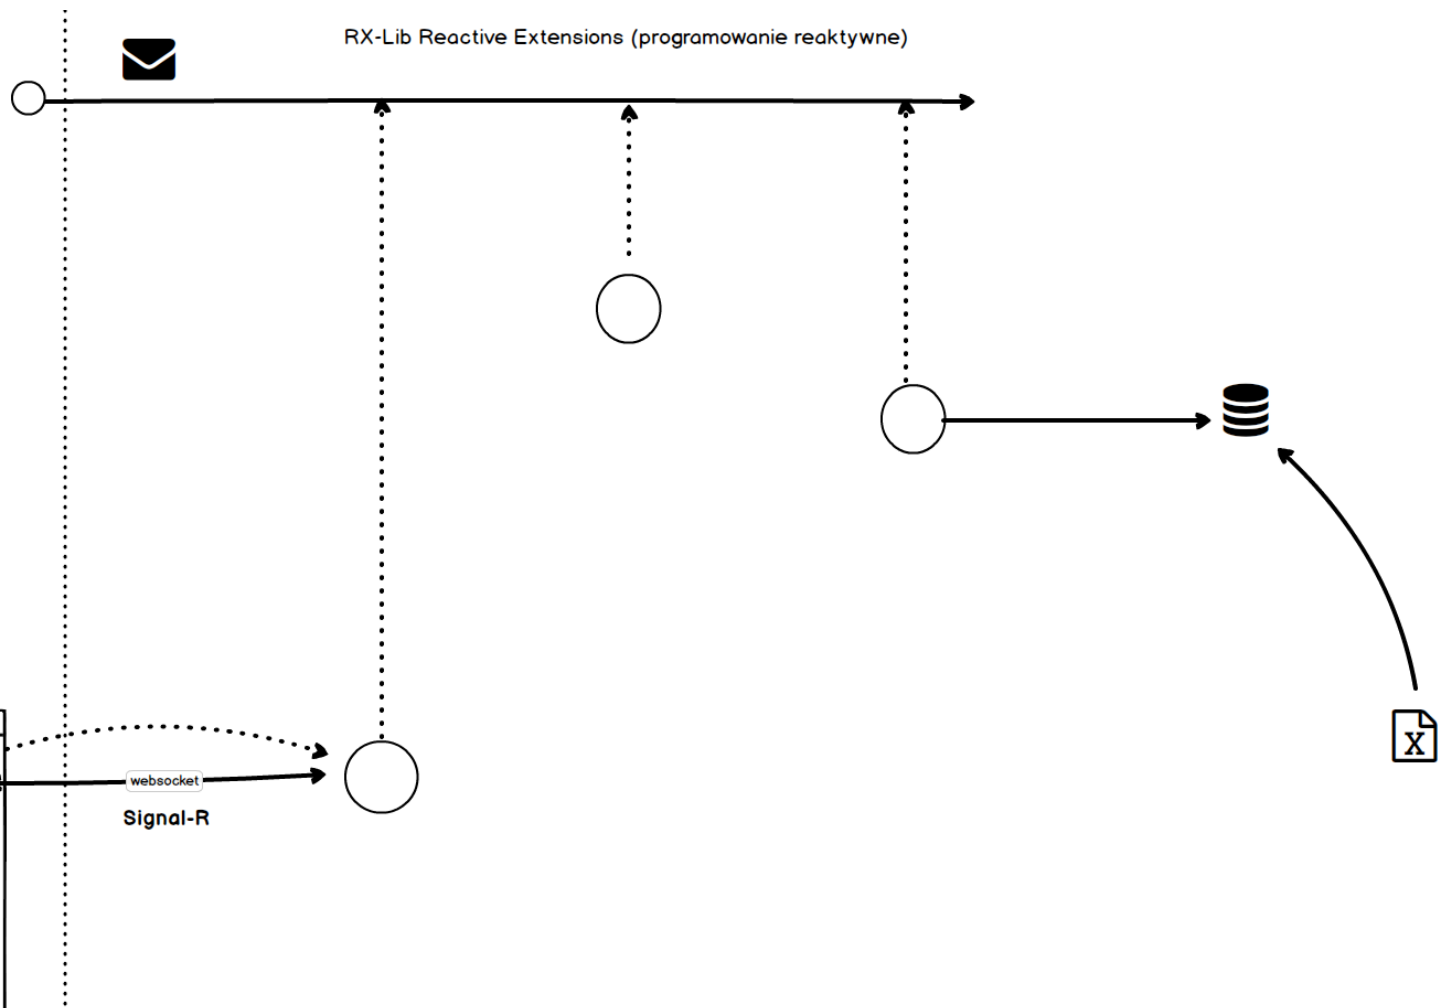 RX-Lib Reactive Extensions (programowanie reaktywne)
websocket
Signal-R
X